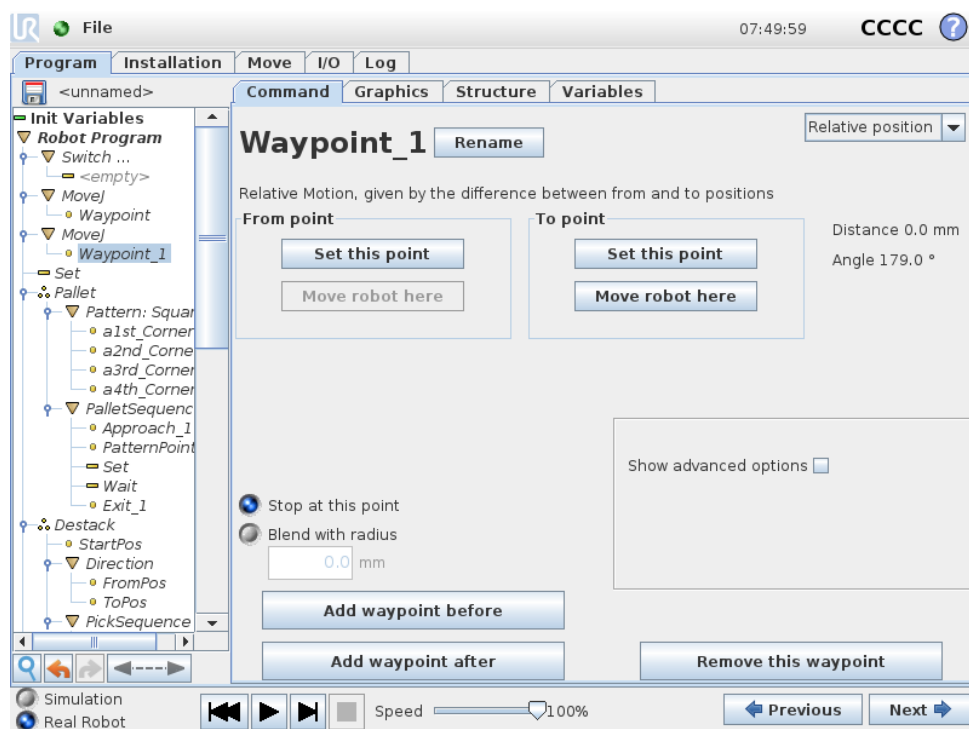 UR File 07:49:59 CCCC ?
Program Installation Move I/O Log
<unnamed> Command Graphics Structure Variables
Init Variables
Robot Program
Switch ...
<empty>
MoveJ
Waypoint
MoveJ
Waypoint_1
Set
Pallet
Pattern: Squar
a1st_Corner
a2nd_Corne
a3rd_Corner
a4th_Corner
PalletSequenc
Approach_1
PatternPoint
Set
Wait
Exit_1
Destack
StartPos
Direction
FromPos
ToPos
PickSequence
Waypoint_1 Rename Relative position
Relative Motion, given by the difference between from and to positions
From point To point
Set this point Set this point Distance 0.0 mm
Move robot here Move robot here Angle 179.0 °
Show advanced options
Stop at this point
Blend with radius
0.0 mm
Add waypoint before
Add waypoint after Remove this waypoint
Simulation
Real Robot
Speed 100% Previous Next